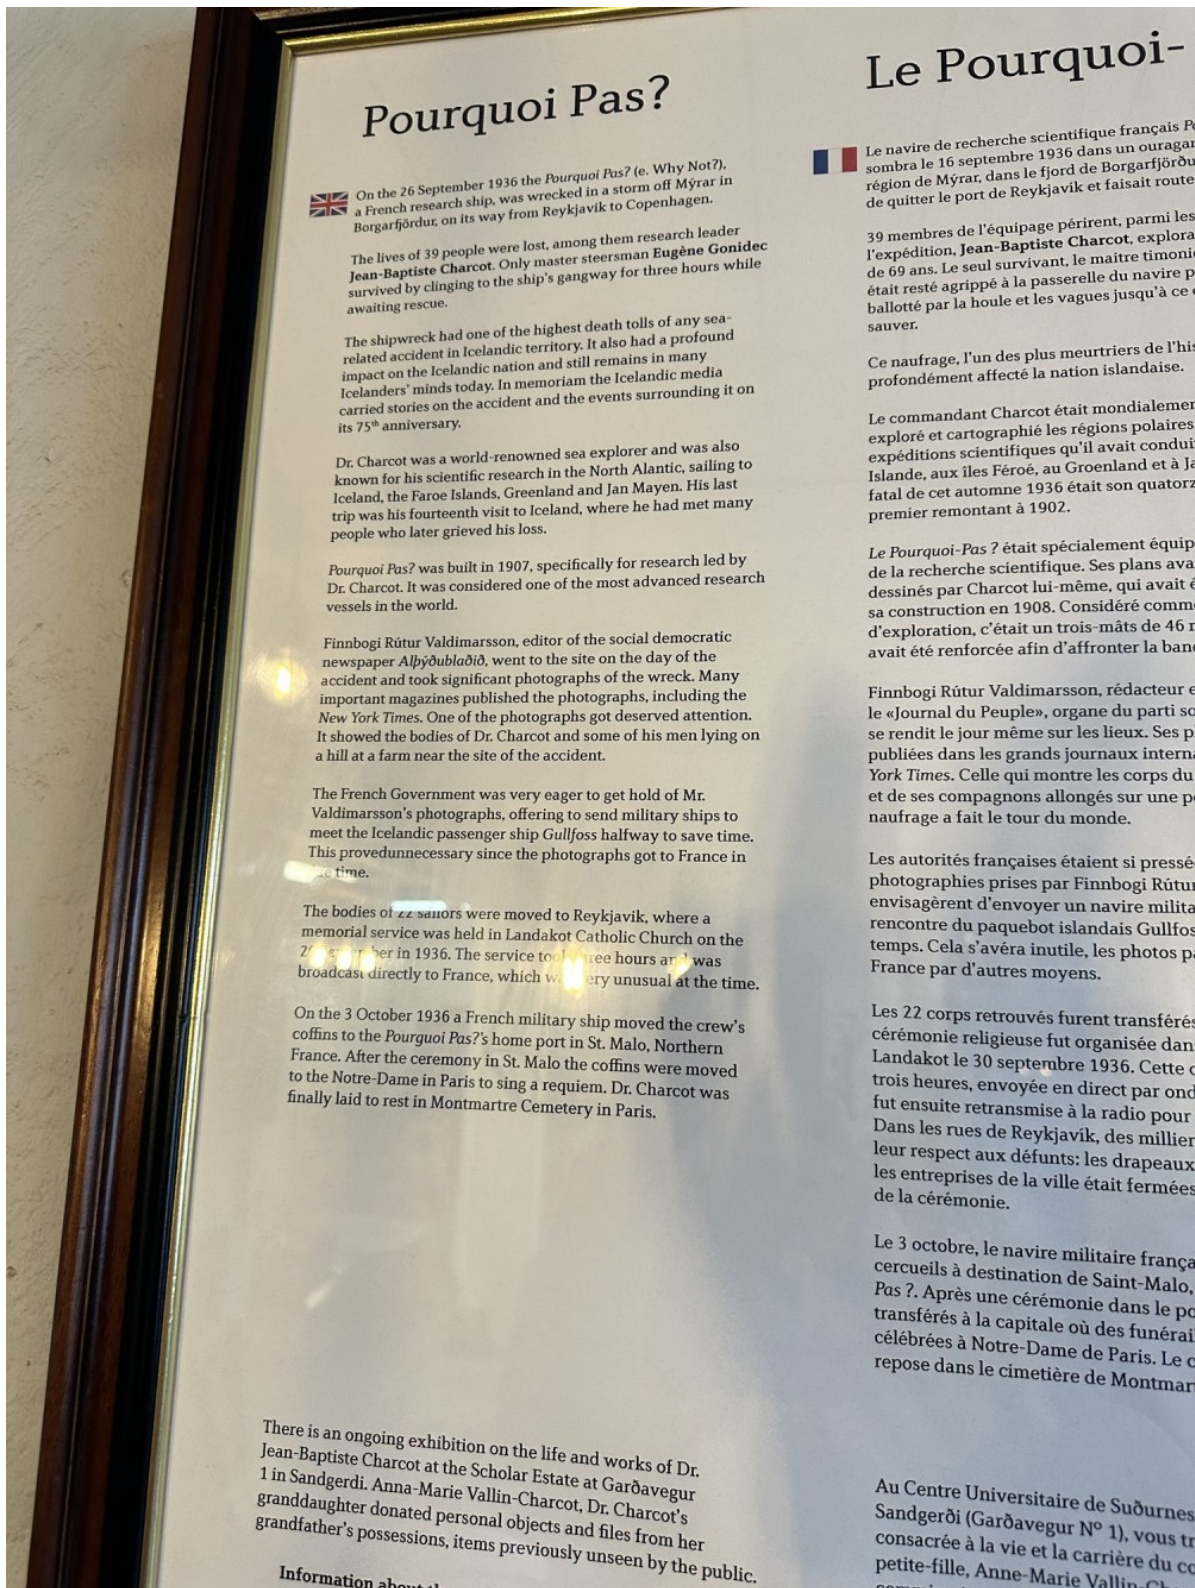 Pourquoi Pas?
On the 26 September 1936 the Pourquoi Pas? (e. Why Not?),
a French research ship, was wrecked in a storm off Mýrar in
Borgarfjördur, on its way from Reykjavík to Copenhagen.
The lives of 39 people were lost, among them research leader
Jean-Baptiste Charcot. Only master steersman Eugène Gonidec
survived by clinging to the ship's gangway for three hours while
awaiting rescue.
The shipwreck had one of the highest death tolls of any sea-
related accident in Icelandic territory. It also had a profound
impact on the Icelandic nation and still remains in many
Icelanders' minds today. In memoriam the Icelandic media
carried stories on the accident and the events surrounding it on
its 75th anniversary.
Dr. Charcot was a world-renowned sea explorer and was also
known for his scientific research in the North Alantic, sailing to
Iceland, the Faroe Islands, Greenland and Jan Mayen. His last
trip was his fourteenth visit to Iceland, where he had met many
people who later grieved his loss.
Pourquoi Pas? was built in 1907, specifically for research led by
Dr. Charcot. It was considered one of the most advanced research
vessels in the world.
Finnbogi Rútur Valdimarsson, editor of the social democratic
newspaper Alþýðublaðið, went to the site on the day of the
accident and took significant photographs of the wreck. Many
important magazines published the photographs, including the
New York Times. One of the photographs got deserved attention.
It showed the bodies of Dr. Charcot and some of his men lying on
a hill at a farm near the site of the accident.
The French Government was very eager to get hold of Mr.
Valdimarsson's photographs, offering to send military ships to
meet the Icelandic passenger ship Gullfoss halfway to save time.
This provedunnecessary since the photographs got to France in
time.
The bodies of 22 sailors were moved to Reykjavik, where a
memorial service was held in Landakot Catholic Church on the
in 1936. The service hours and was
broadcast directly to France, which unusual at the time.
On the 3 October 1936 a French military ship moved the crew's
coffins to the Pourquoi Pas?'s home port in St. Malo, Northern
France. After the ceremony in St. Malo the coffins were moved
to the Notre-Dame in Paris to sing a requiem. Dr. Charcot was
finally laid to rest in Montmartre Cemetery in Paris.
There is an ongoing exhibition on the life and works of Dr.
Jean-Baptiste Charcot at the Scholar Estate at Garðavegur
1 in Sandgerdi. Anna-Marie Vallin-Charcot, Dr. Charcot's
granddaughter donated personal objects and files from her
grandfather's possessions, items previously unseen by the public.
Information about
Le Pourquoi-
Le navire de recherche scientifique français
sombra le 16 septembre 1936 dans un
région de Mýrar, dans le fjord de
de quitter le port de Reykjavik et faisait route
39 membres de l'équipage périrent, parmi les
l'expédition, Jean-Baptiste Charcot,
de 69 ans. Le seul survivant, le maitre
était resté agrippé à la passerelle du navire
ballotté par la houle et les vagues jusqu'à ce
sauver.
Ce naufrage, l'un des plus meurtriers de
profondément affecté la nation islandaise.
Le commandant Charcot était
exploré et cartographié les régions polaires
expéditions scientifiques qu'il avait
Islande, aux îles Féroé, au Groenland et à
fatal de cet automne 1936 était son
premier remontant à 1902.
Le Pourquoi-Pas ? était spécialement
de la recherche scientifique. Ses plans
dessinés par Charcot lui-même, qui avait
sa construction en 1908. Considéré
d'exploration, c'était un trois-mâts de 46
avait été renforcée afin d'affronter la
Finnbogi Rútur Valdimarsson, rédacteur
le «Journal du Peuple», organe du parti
se rendit le jour même sur les lieux. Ses
publiées dans les grands journaux
York Times. Celle qui montre les corps du
et de ses compagnons allongés sur une
naufrage a fait le tour du monde.
Les autorités françaises étaient si
photographies prises par Finnbogi Rútur
envisagèrent d'envoyer un navire
rencontre du paquebot islandais
temps. Cela s'avéra inutile, les photos
France par d'autres moyens.
Les 22 corps retrouvés furent
cérémonie religieuse fut organisée
Landakot le 30 septembre 1936. Cette
trois heures, envoyée en direct par
fut ensuite retransmise à la radio pour
Dans les rues de Reykjavík, des
leur respect aux défunts: les drapeaux
les entreprises de la ville était fermées
de la cérémonie.
Le 3 octobre, le navire militaire
cercueils à destination de Saint-Malo,
Pas ?. Après une cérémonie dans le
transférés à la capitale où des
célébrées à Notre-Dame de Paris. Le
repose dans le cimetière de
Au Centre Universitaire de
Sandgerði (Garðavegur Nº 1), vous
consacrée à la vie et la carrière du
petite-fille, Anne-Marie